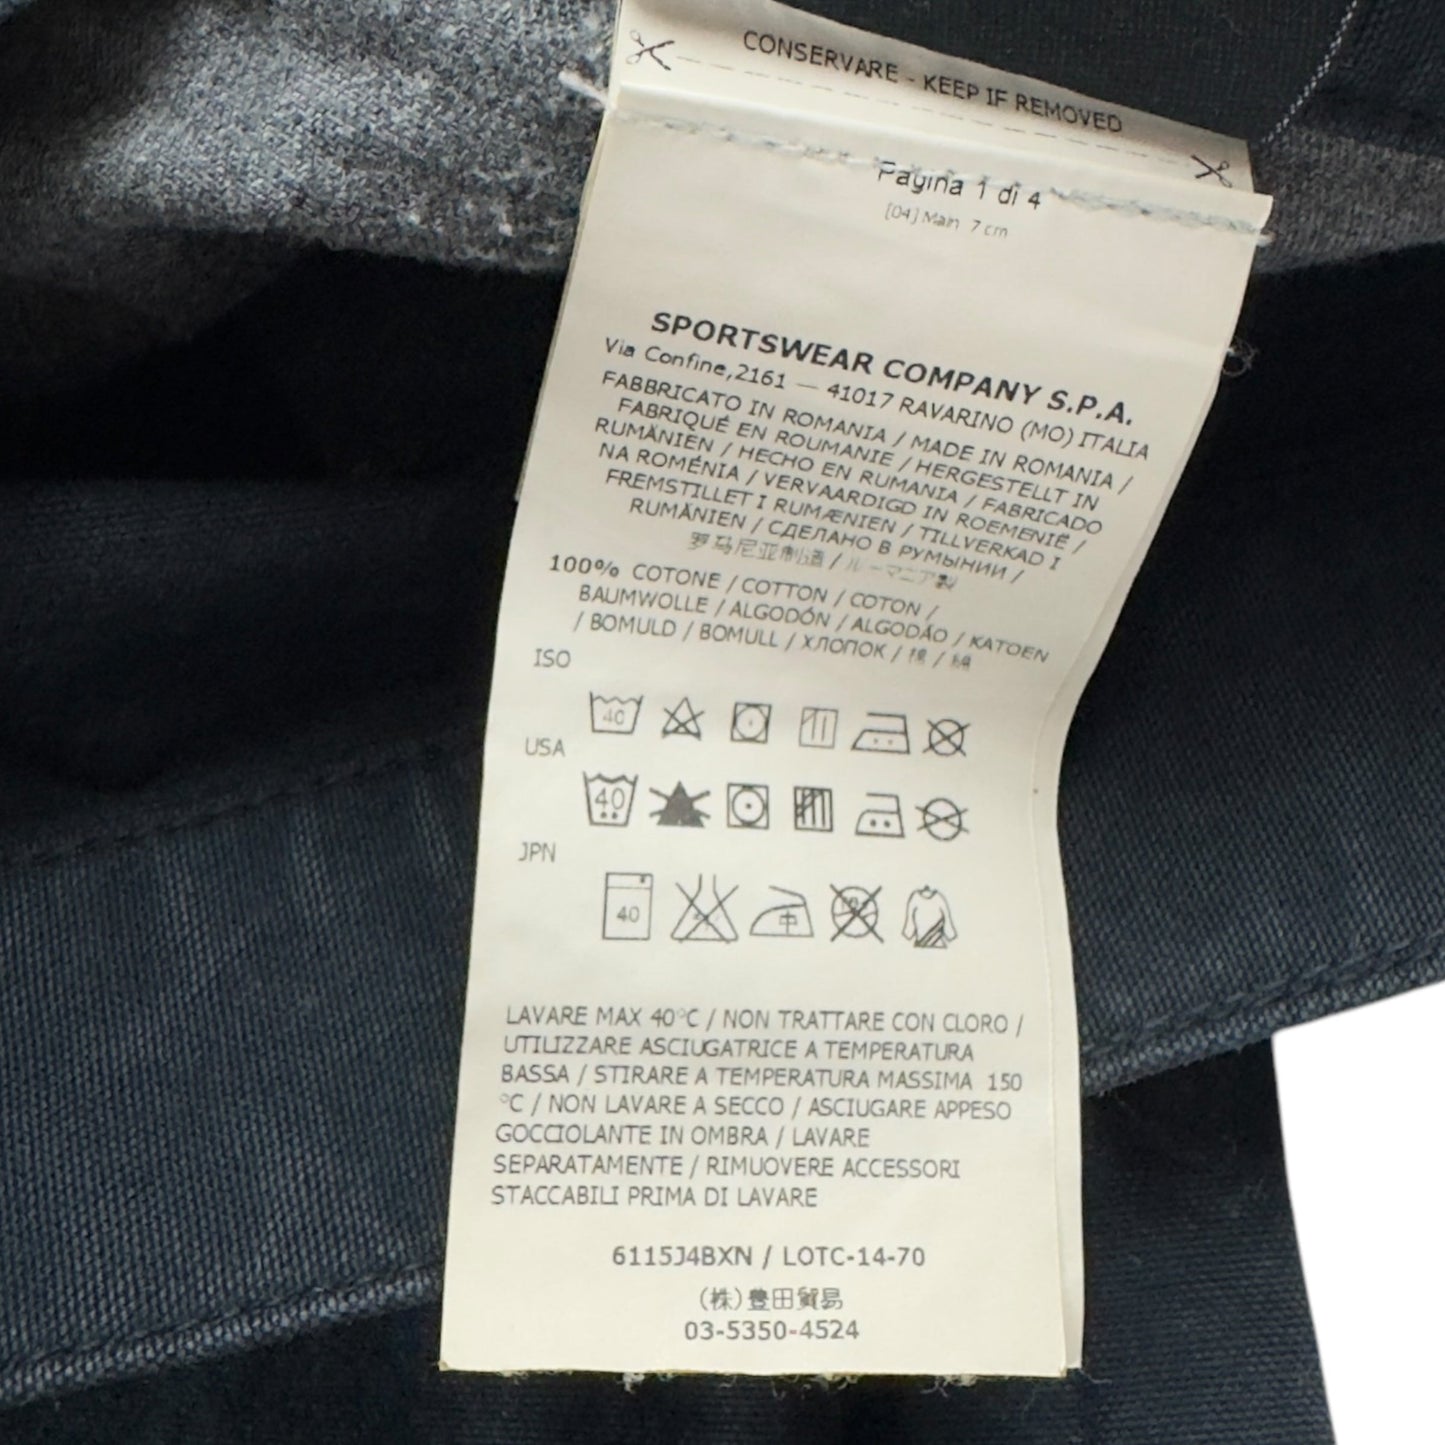 CONSERVARE - KEEP IF REMOVED
Pagina 1 di 4
[04] Main 7 cm
SPORTSWEAR COMPANY S.P.A.
Via Confine,2161 — 41017 RAVARINO (MO) ITALIA
FABBRICATO IN ROMANIA / MADE IN ROMANIA /
FABRIQUÉ EN ROUMANIE / HERGESTELLT IN
RUMÄNIEN / HECHO EN RUMANIA / FABRICADO
NA ROMÉNIA / VERVAARDIGD IN ROEMENIË /
FREMSTILLET I RUMÆNIEN / TILLVERKAD I
RUMÄNIEN / СДЕЛАНО В РУМЫНИИ /
罗马尼亚制造 / ルーマニア製
100% COTONE / COTTON / COTON /
BAUMWOLLE / ALGODÓN / ALGODÃO / KATOEN
/ BOMULD / BOMULL / ХЛОПОК / 棉 / 綿
ISO
40
USA
40
JPN
40 中
LAVARE MAX 40°C / NON TRATTARE CON CLORO /
UTILIZZARE ASCIUGATRICE A TEMPERATURA
BASSA / STIRARE A TEMPERATURA MASSIMA 150
°C / NON LAVARE A SECCO / ASCIUGARE APPESO
GOCCIOLANTE IN OMBRA / LAVARE
SEPARATAMENTE / RIMUOVERE ACCESSORI
STACCABILI PRIMA DI LAVARE
6115J4BXN / LOTC-14-70
(株)豊田貿易
03-5350-4524